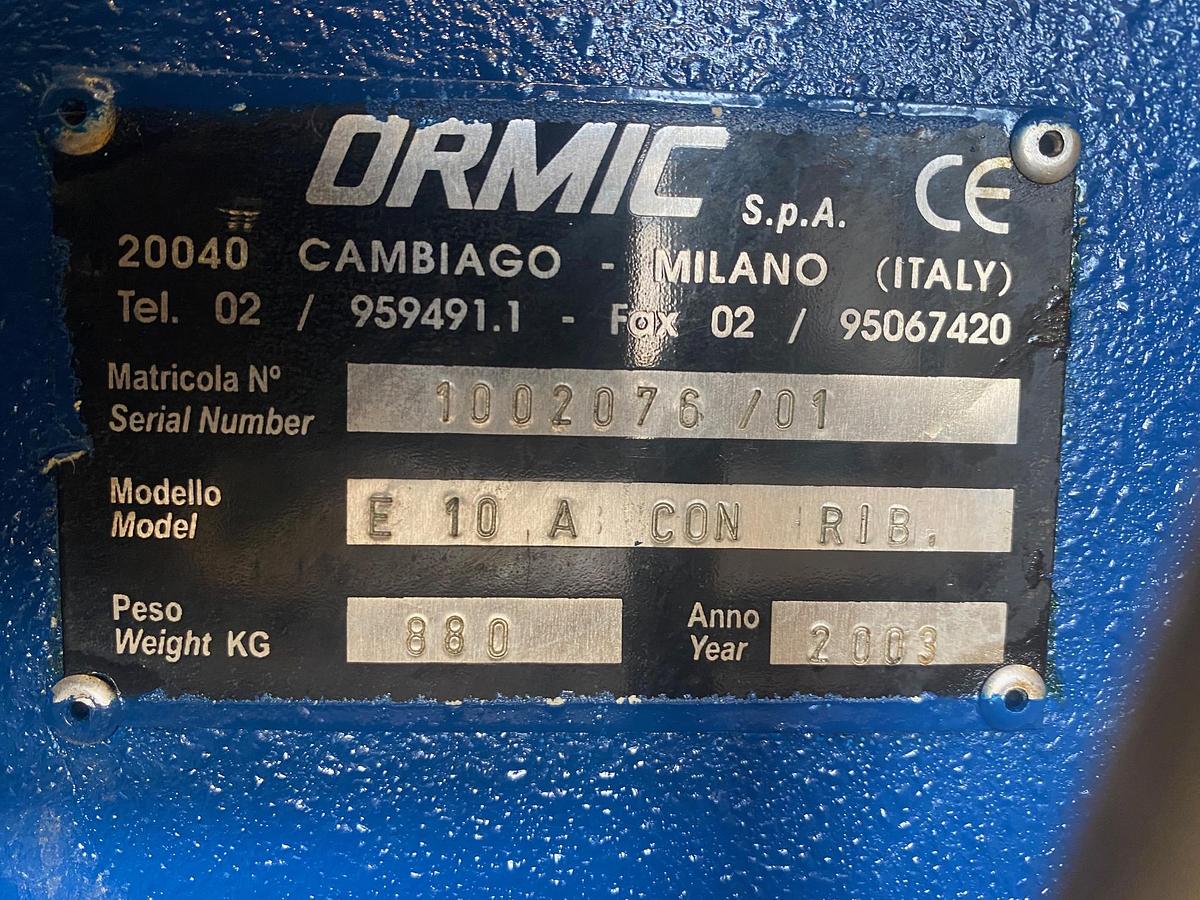 ORMIC S.p.A. CE
20040 CAMBIAGO - MILANO (ITALY)
Tel. 02 / 959491.1 - Fax 02 / 95067420
Matricola Nº
Serial Number
1002076 /01
Modello
Model
E 10 A CON RIB.
Peso
Weight KG
880
Anno
Year
2003